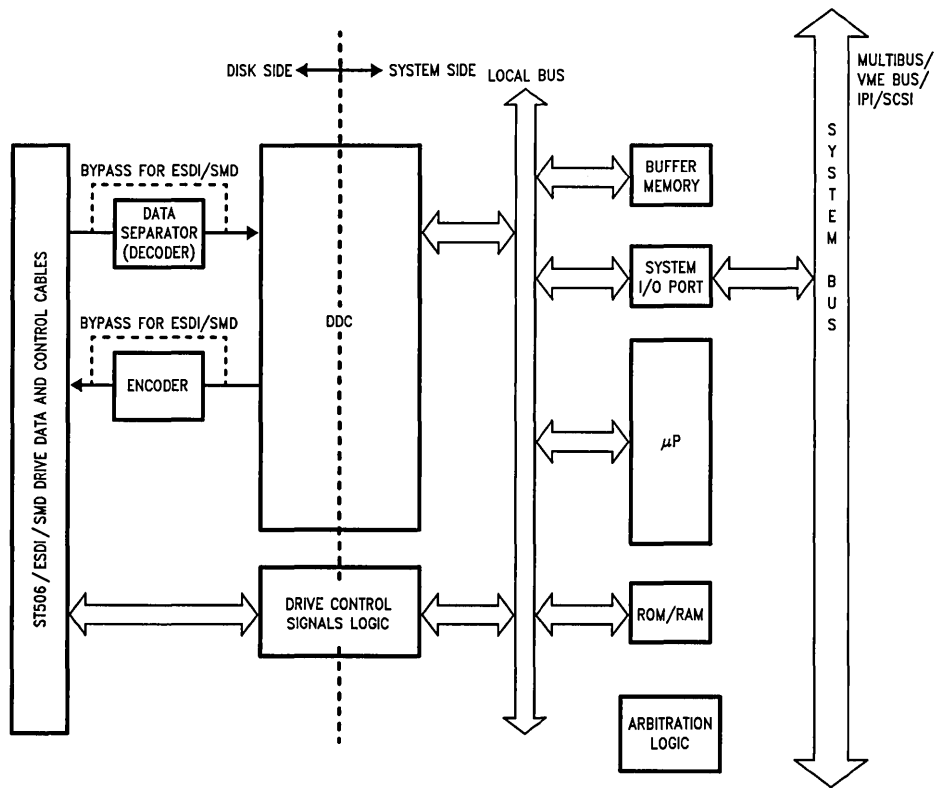 DISK SIDE
SYSTEM SIDE
LOCAL BUS
MULTIBUS/
VME BUS/
IPI/SCSI
SYSTEM BUS
ST506/ESDI/SMD DRIVE DATA AND CONTROL CABLES
BYPASS FOR ESDI/SMD
DATA
SEPARATOR
(DECODER)
BYPASS FOR ESDI/SMD
ENCODER
DDC
DRIVE CONTROL
SIGNALS LOGIC
BUFFER
MEMORY
SYSTEM
I/O PORT
μP
ROM/RAM
ARBITRATION
LOGIC